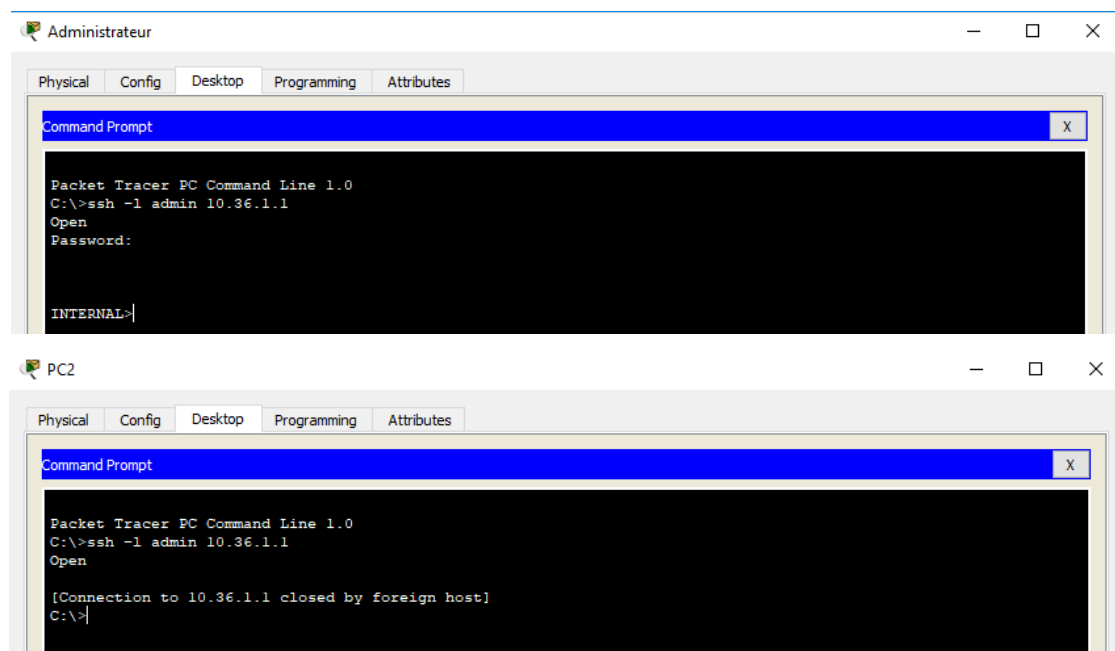 Administrateur
Physical Config Desktop Programming Attributes
Command Prompt X
Packet Tracer PC Command Line 1.0
C:\>ssh -l admin 10.36.1.1
Open
Password:
INTERNAL>
PC2
Physical Config Desktop Programming Attributes
Command Prompt X
Packet Tracer PC Command Line 1.0
C:\>ssh -l admin 10.36.1.1
Open
[Connection to 10.36.1.1 closed by foreign host]
C:\>